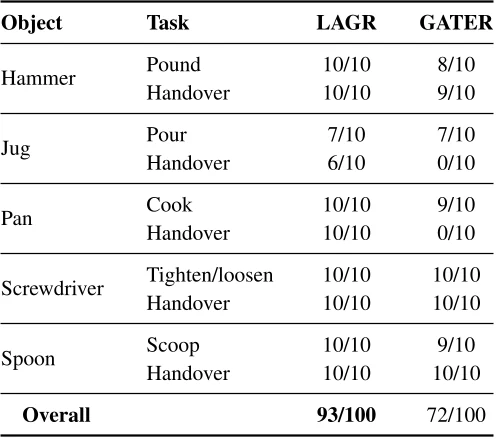 Object Task LAGR GATER
Hammer Pound 10/10 8/10
Handover 10/10 9/10
Jug Pour 7/10 7/10
Handover 6/10 0/10
Pan Cook 10/10 9/10
Handover 10/10 0/10
Screwdriver Tighten/loosen 10/10 10/10
Handover 10/10 10/10
Spoon Scoop 10/10 9/10
Handover 10/10 10/10
Overall 93/100 72/100